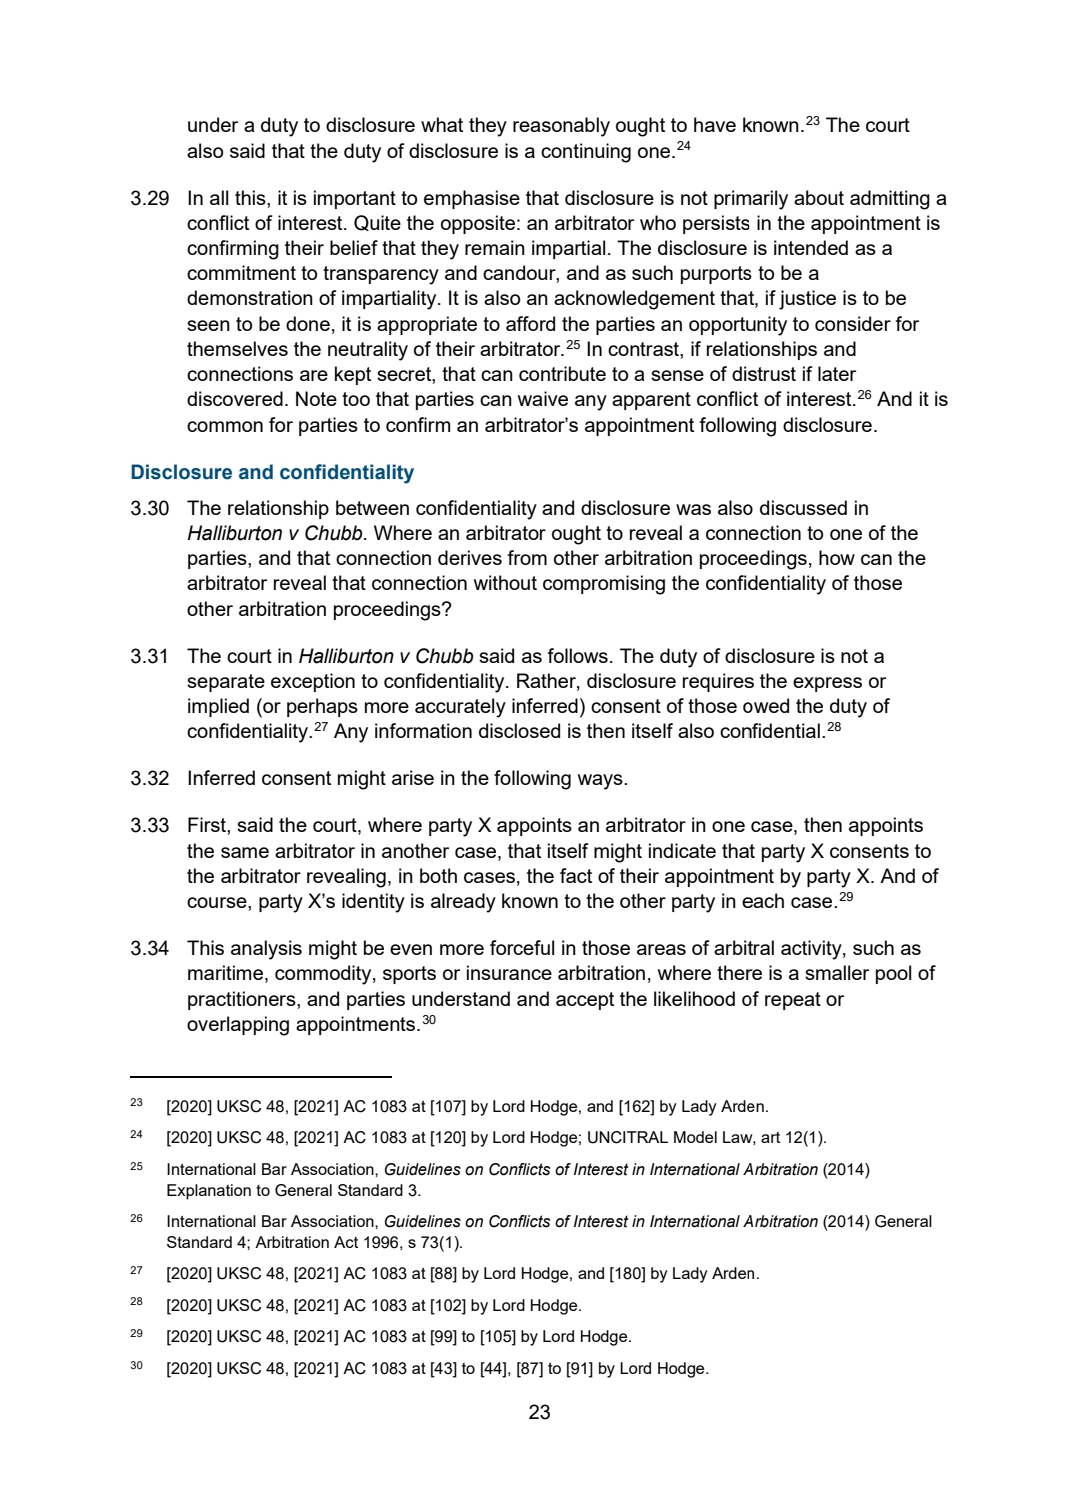 under a duty to disclosure what they reasonably ought to have known.23 The court
also said that the duty of disclosure is a continuing one.24
3.29 In all this, it is important to emphasise that disclosure is not primarily about admitting a
conflict of interest. Quite the opposite: an arbitrator who persists in the appointment is
confirming their belief that they remain impartial. The disclosure is intended as a
commitment to transparency and candour, and as such purports to be a
demonstration of impartiality. It is also an acknowledgement that, if justice is to be
seen to be done, it is appropriate to afford the parties an opportunity to consider for
themselves the neutrality of their arbitrator.25 In contrast, if relationships and
connections are kept secret, that can contribute to a sense of distrust if later
discovered. Note too that parties can waive any apparent conflict of interest.26 And it is
common for parties to confirm an arbitrator’s appointment following disclosure.
Disclosure and confidentiality
3.30 The relationship between confidentiality and disclosure was also discussed in
Halliburton v Chubb. Where an arbitrator ought to reveal a connection to one of the
parties, and that connection derives from other arbitration proceedings, how can the
arbitrator reveal that connection without compromising the confidentiality of those
other arbitration proceedings?
3.31 The court in Halliburton v Chubb said as follows. The duty of disclosure is not a
separate exception to confidentiality. Rather, disclosure requires the express or
implied (or perhaps more accurately inferred) consent of those owed the duty of
confidentiality.27 Any information disclosed is then itself also confidential.28
3.32 Inferred consent might arise in the following ways.
3.33 First, said the court, where party X appoints an arbitrator in one case, then appoints
the same arbitrator in another case, that itself might indicate that party X consents to
the arbitrator revealing, in both cases, the fact of their appointment by party X. And of
course, party X’s identity is already known to the other party in each case.29
3.34 This analysis might be even more forceful in those areas of arbitral activity, such as
maritime, commodity, sports or insurance arbitration, where there is a smaller pool of
practitioners, and parties understand and accept the likelihood of repeat or
overlapping appointments.30
23 [2020] UKSC 48, [2021] AC 1083 at [107] by Lord Hodge, and [162] by Lady Arden.
24 [2020] UKSC 48, [2021] AC 1083 at [120] by Lord Hodge; UNCITRAL Model Law, art 12(1).
25 International Bar Association, Guidelines on Conflicts of Interest in International Arbitration (2014)
Explanation to General Standard 3.
26 International Bar Association, Guidelines on Conflicts of Interest in International Arbitration (2014) General
Standard 4; Arbitration Act 1996, s 73(1).
27 [2020] UKSC 48, [2021] AC 1083 at [88] by Lord Hodge, and [180] by Lady Arden.
28 [2020] UKSC 48, [2021] AC 1083 at [102] by Lord Hodge.
29 [2020] UKSC 48, [2021] AC 1083 at [99] to [105] by Lord Hodge.
30 [2020] UKSC 48, [2021] AC 1083 at [43] to [44], [87] to [91] by Lord Hodge.
23